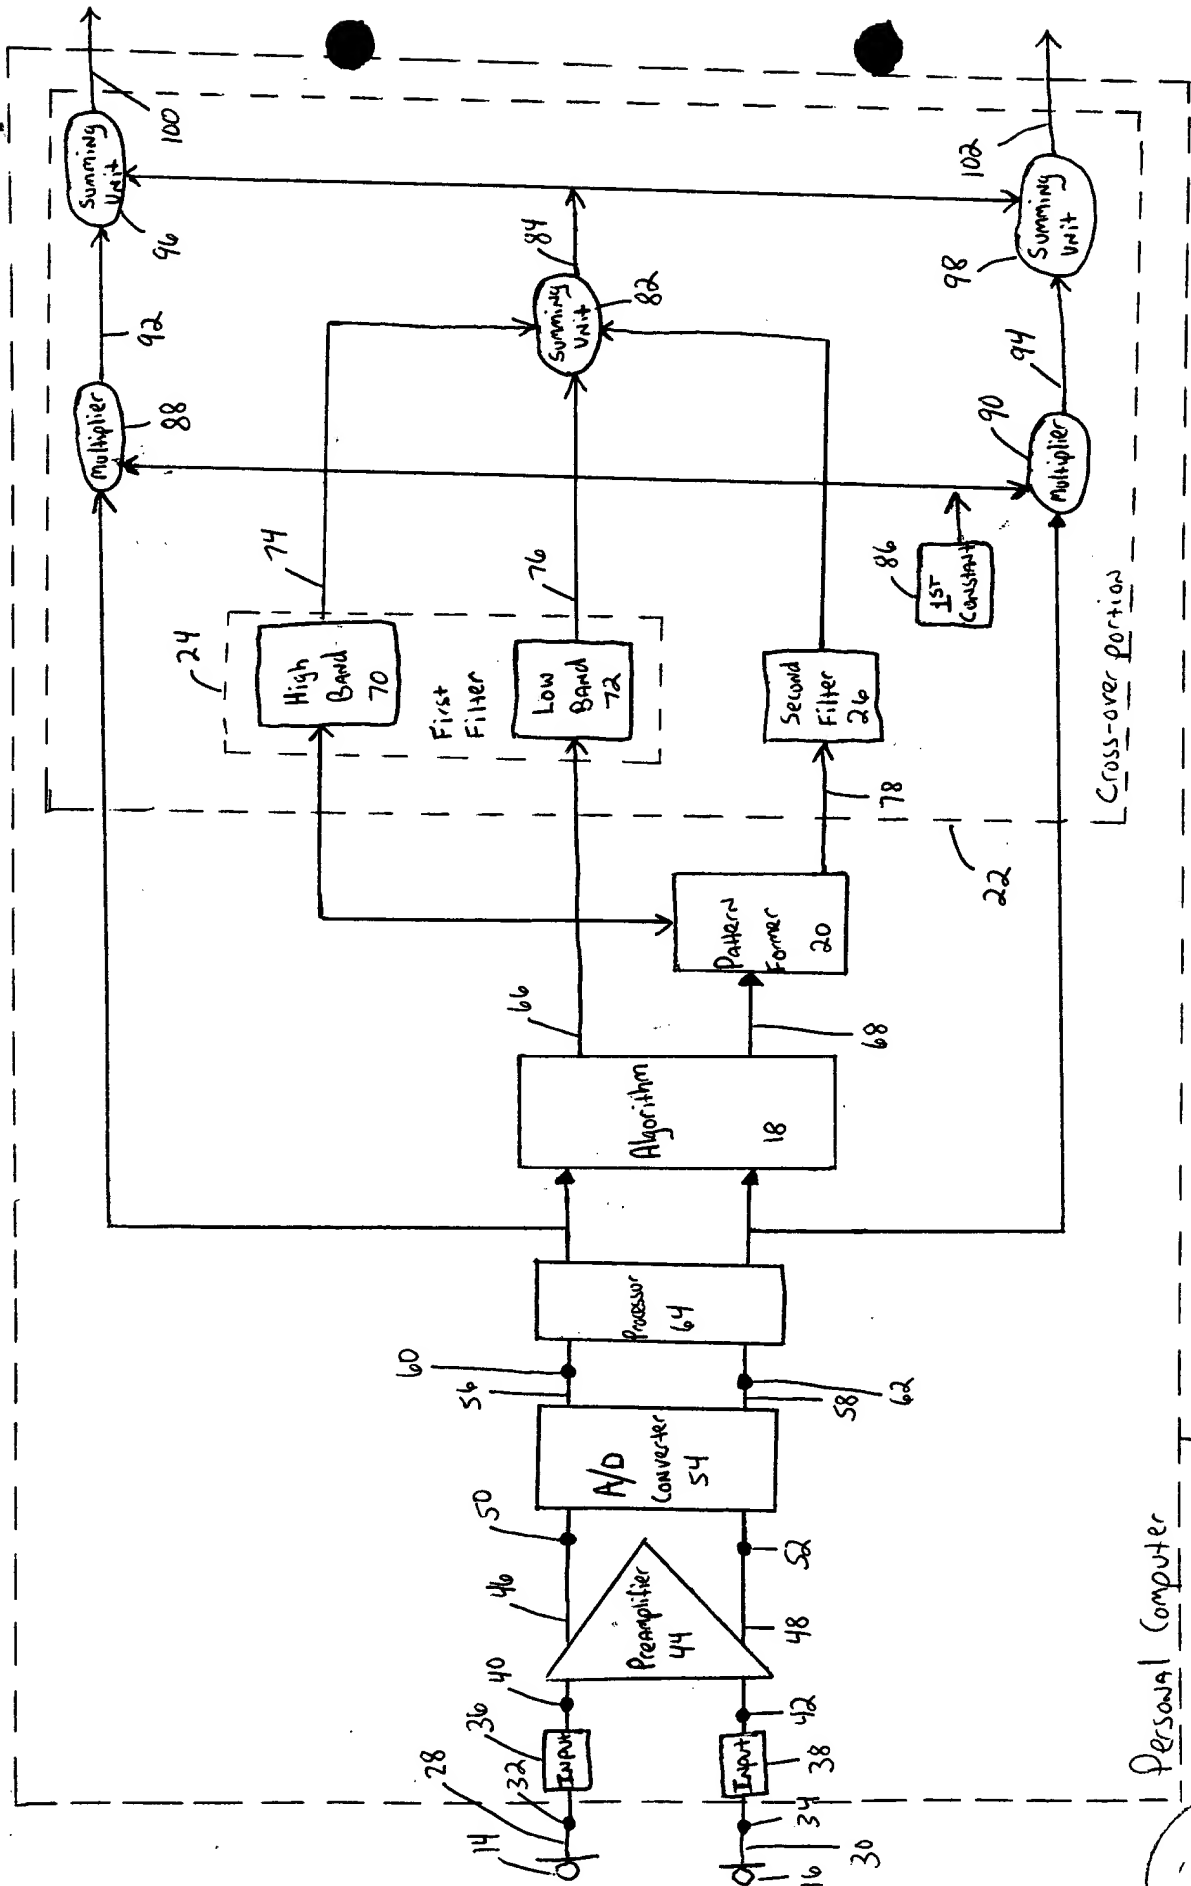 Summing
Unit
96
100
Multiplier
88
92
74
24
High
Band
70
First
Filter
76
Low
Band
72
Summing
Unit
82
84
Second
Filter
26
78
86
1st
Constant
90
Multiplier
94
98
Summing
Unit
102
Cross-over portion
22
Pattern
Former
20
66
68
Algorithm
18
Processor
64
60
56
58
62
A/D
Converter
54
50
52
46
48
Preamplifier
44
40
42
36
Input
Input
38
28
32
14
34
30
16
Personal Computer